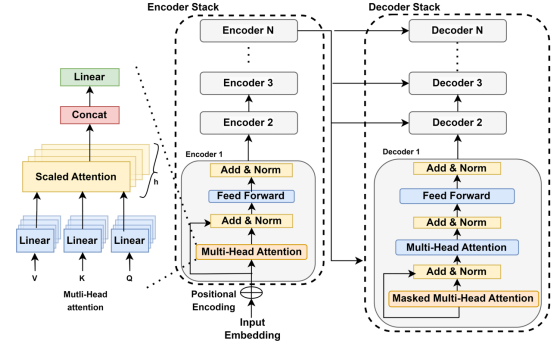 Encoder Stack
Decoder Stack
Encoder N
Decoder N
Linear
Encoder 3
Decoder 3
Concat
Encoder 2
Decoder 2
Encoder 1
Decoder 1
Scaled Attention
h
Add & Norm
Add & Norm
Feed Forward
Feed Forward
Add & Norm
Add & Norm
Linear
Linear
Linear
Multi-Head Attention
Multi-Head Attention
Add & Norm
V
K
Q
Mutli-Head
attention
Positional
Encoding
Masked Multi-Head Attention
Input
Embedding